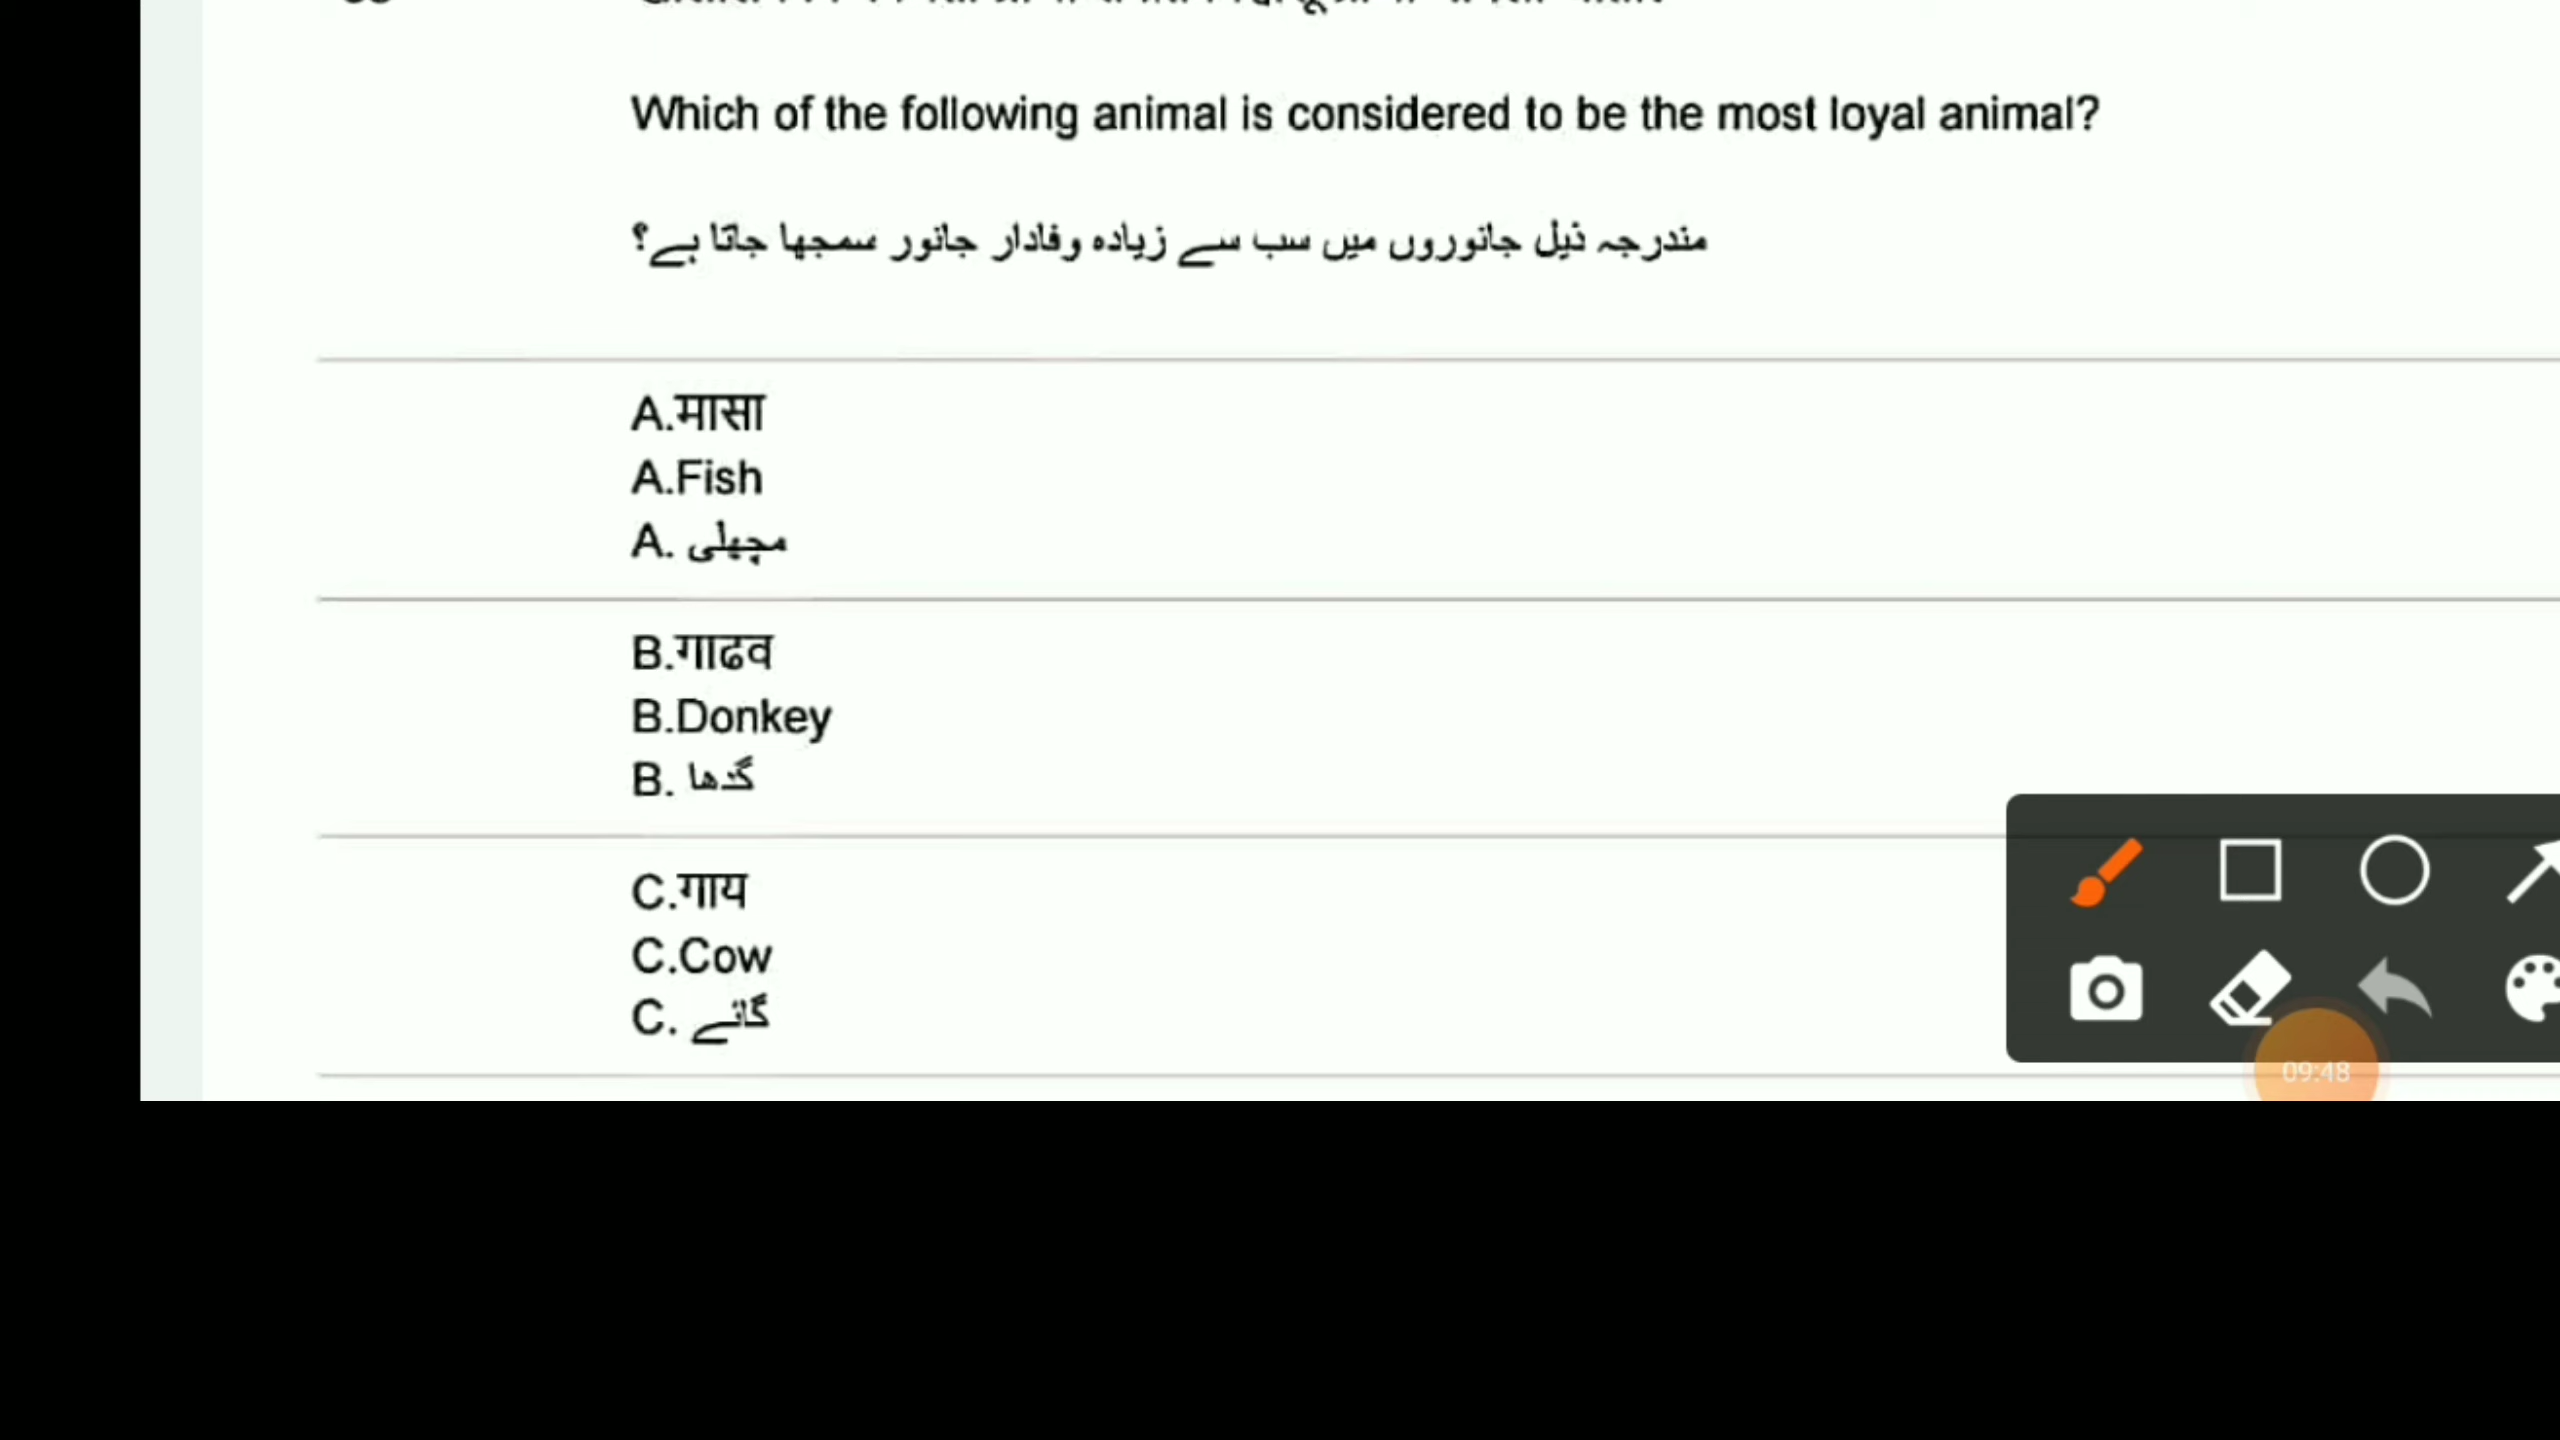 Which of the following animal is considered to be the most loyal animal?
مندرجہ ذیل جانوروں میں سب سے زیادہ وفادار جانور سمجھا جاتا ہے؟
A.मासा
A.Fish
A. مچھلی
B.गाढव
B.Donkey
B. گدھا
C.गाय
C.Cow
C. گائے
09:48